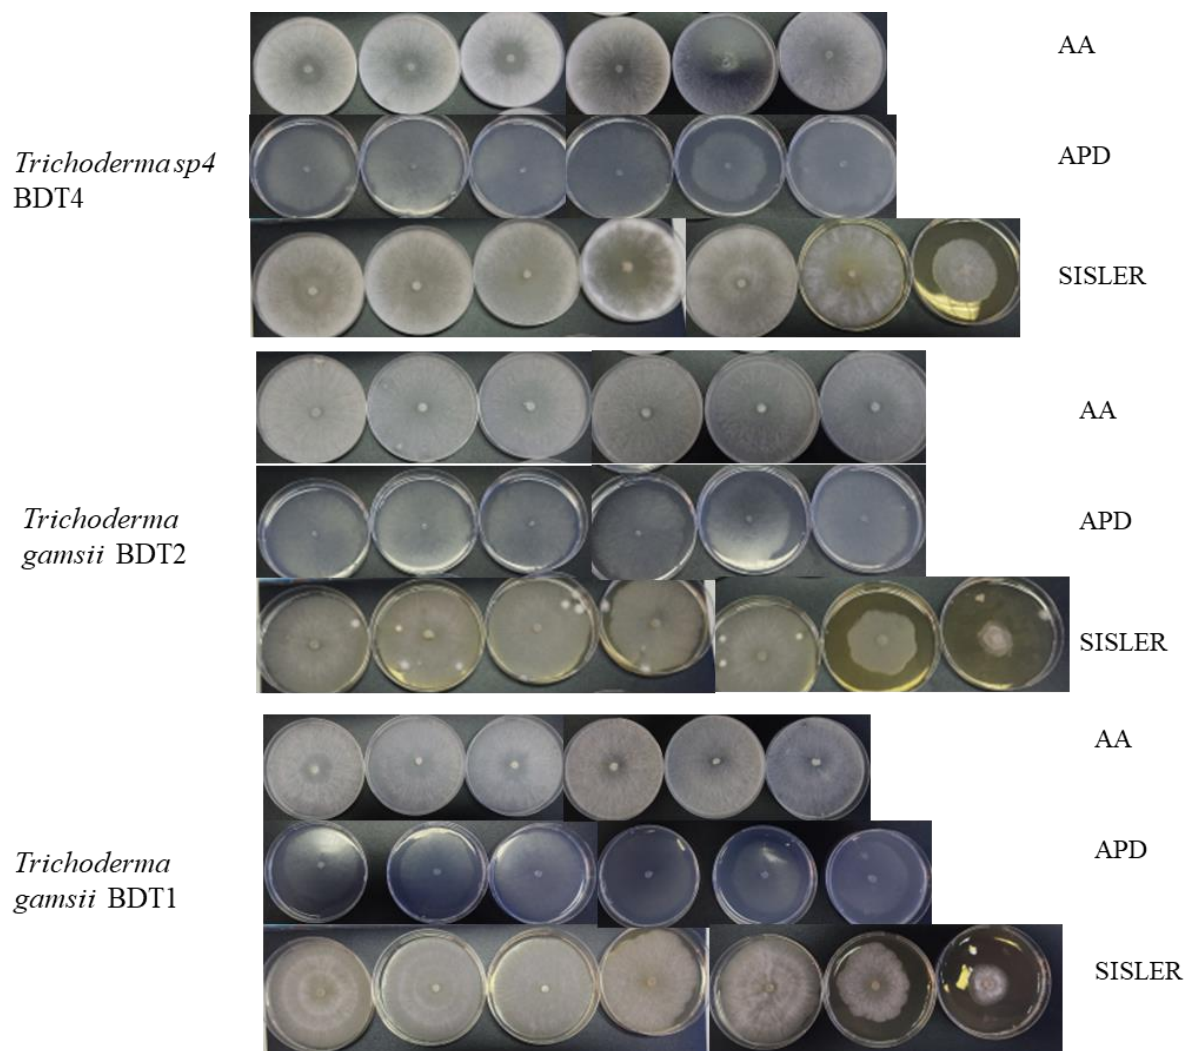 AA
Trichoderma sp4
BDT4
APD
SISLER
AA
Trichoderma
gamsii BDT2
APD
SISLER
AA
Trichoderma
gamsii BDT1
APD
SISLER